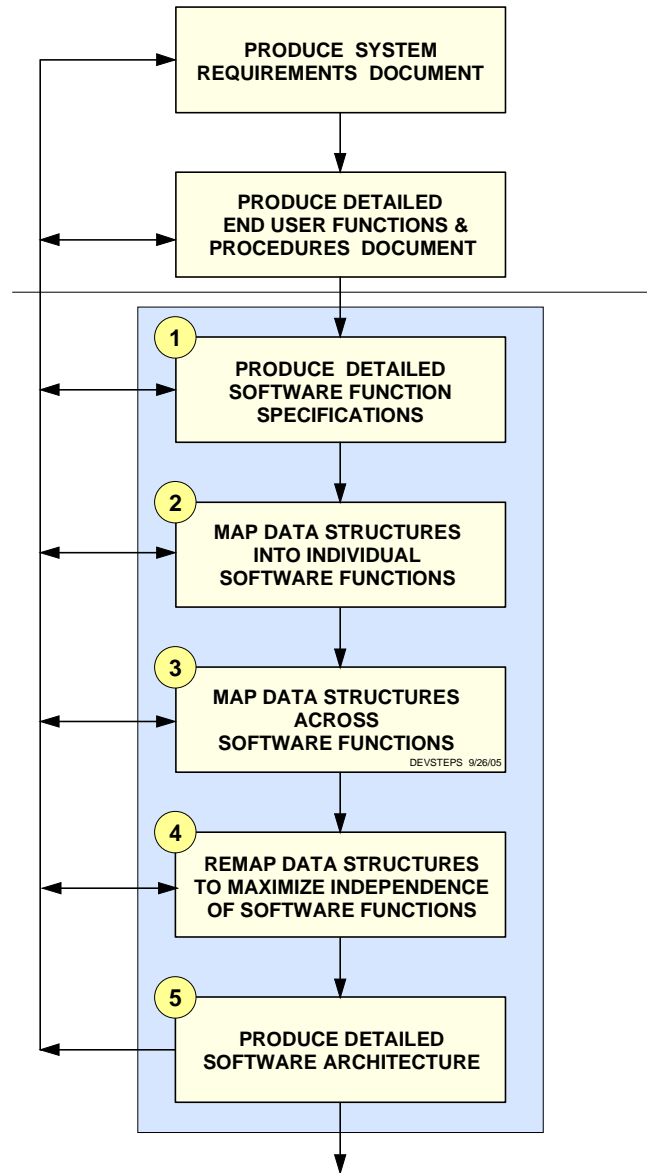 PRODUCE SYSTEM
REQUIREMENTS DOCUMENT
PRODUCE DETAILED
END USER FUNCTIONS &
PROCEDURES DOCUMENT
1
PRODUCE DETAILED
SOFTWARE FUNCTION
SPECIFICATIONS
2
MAP DATA STRUCTURES
INTO INDIVIDUAL
SOFTWARE FUNCTIONS
3
MAP DATA STRUCTURES
ACROSS
SOFTWARE FUNCTIONS
DEVSTEPS 9/26/05
4
REMAP DATA STRUCTURES
TO MAXIMIZE INDEPENDENCE
OF SOFTWARE FUNCTIONS
5
PRODUCE DETAILED
SOFTWARE ARCHITECTURE